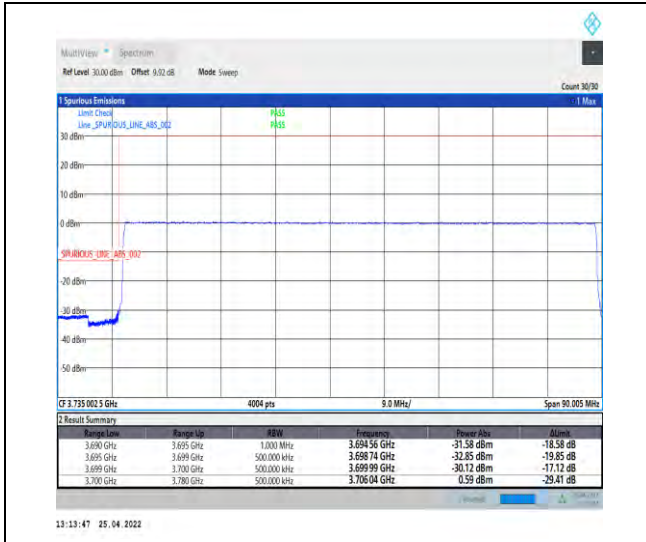 MultiView Spectrum
Ref Level 30.00 dBm Offset 9.92 dB Mode Sweep
Count 30/30
1 Spurious Emissions 1 Max
Limit Check PASS
Line _SPURIOUS_LINE_ABS_002 PASS
30 dBm
20 dBm
10 dBm
0 dBm
_SPURIOUS_LINE_ABS_002
-20 dBm
-30 dBm
-40 dBm
-50 dBm
CF 3.735 002 5 GHz 4004 pts 9.0 MHz/ Span 90.005 MHz
2 Result Summary
Range Low Range Up RBW Frequency Power Abs ΔLimit
3.690 GHz 3.695 GHz 1.000 MHz 3.694 56 GHz -31.58 dBm -18.58 dB
3.695 GHz 3.699 GHz 500.000 kHz 3.698 74 GHz -32.85 dBm -19.85 dB
3.699 GHz 3.700 GHz 500.000 kHz 3.699 99 GHz -30.12 dBm -17.12 dB
3.700 GHz 3.780 GHz 500.000 kHz 3.706 04 GHz 0.59 dBm -29.41 dB
13:13:47 25.04.2022